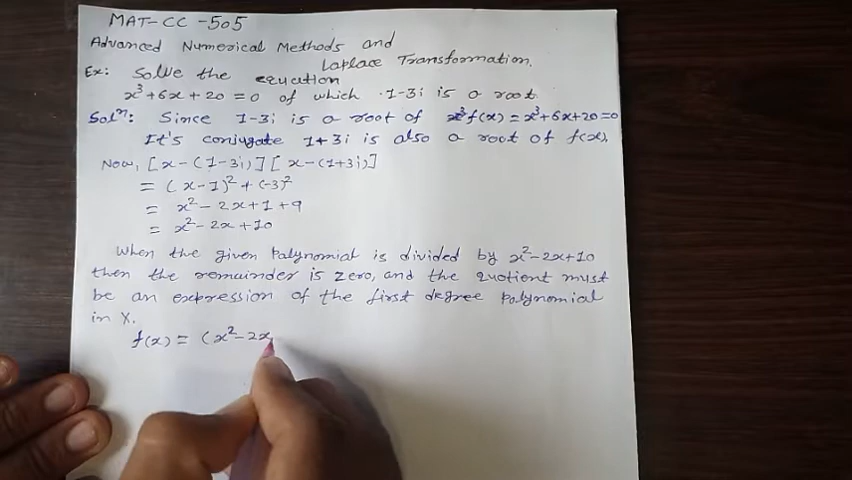 MAT-CC-505
Advanced Numerical Methods and
Laplace Transformation.
Ex: Solve the equation
x³+6x+20=0 of which 1-3i is a root
Solⁿ: Since 1-3i is a root of f(x)=x³+6x+20=0
It's conjugate 1+3i is also a root of f(x).
Now, [x-(1-3i)][x-(1+3i)]
= (x-1)²+(-3)²
= x²-2x+1+9
= x²-2x+10
When the given Polynomial is divided by x²-2x+10
then the remainder is zero, and the quotient must
be an expression of the first degree Polynomial
in X.
f(x) = (x²-2x